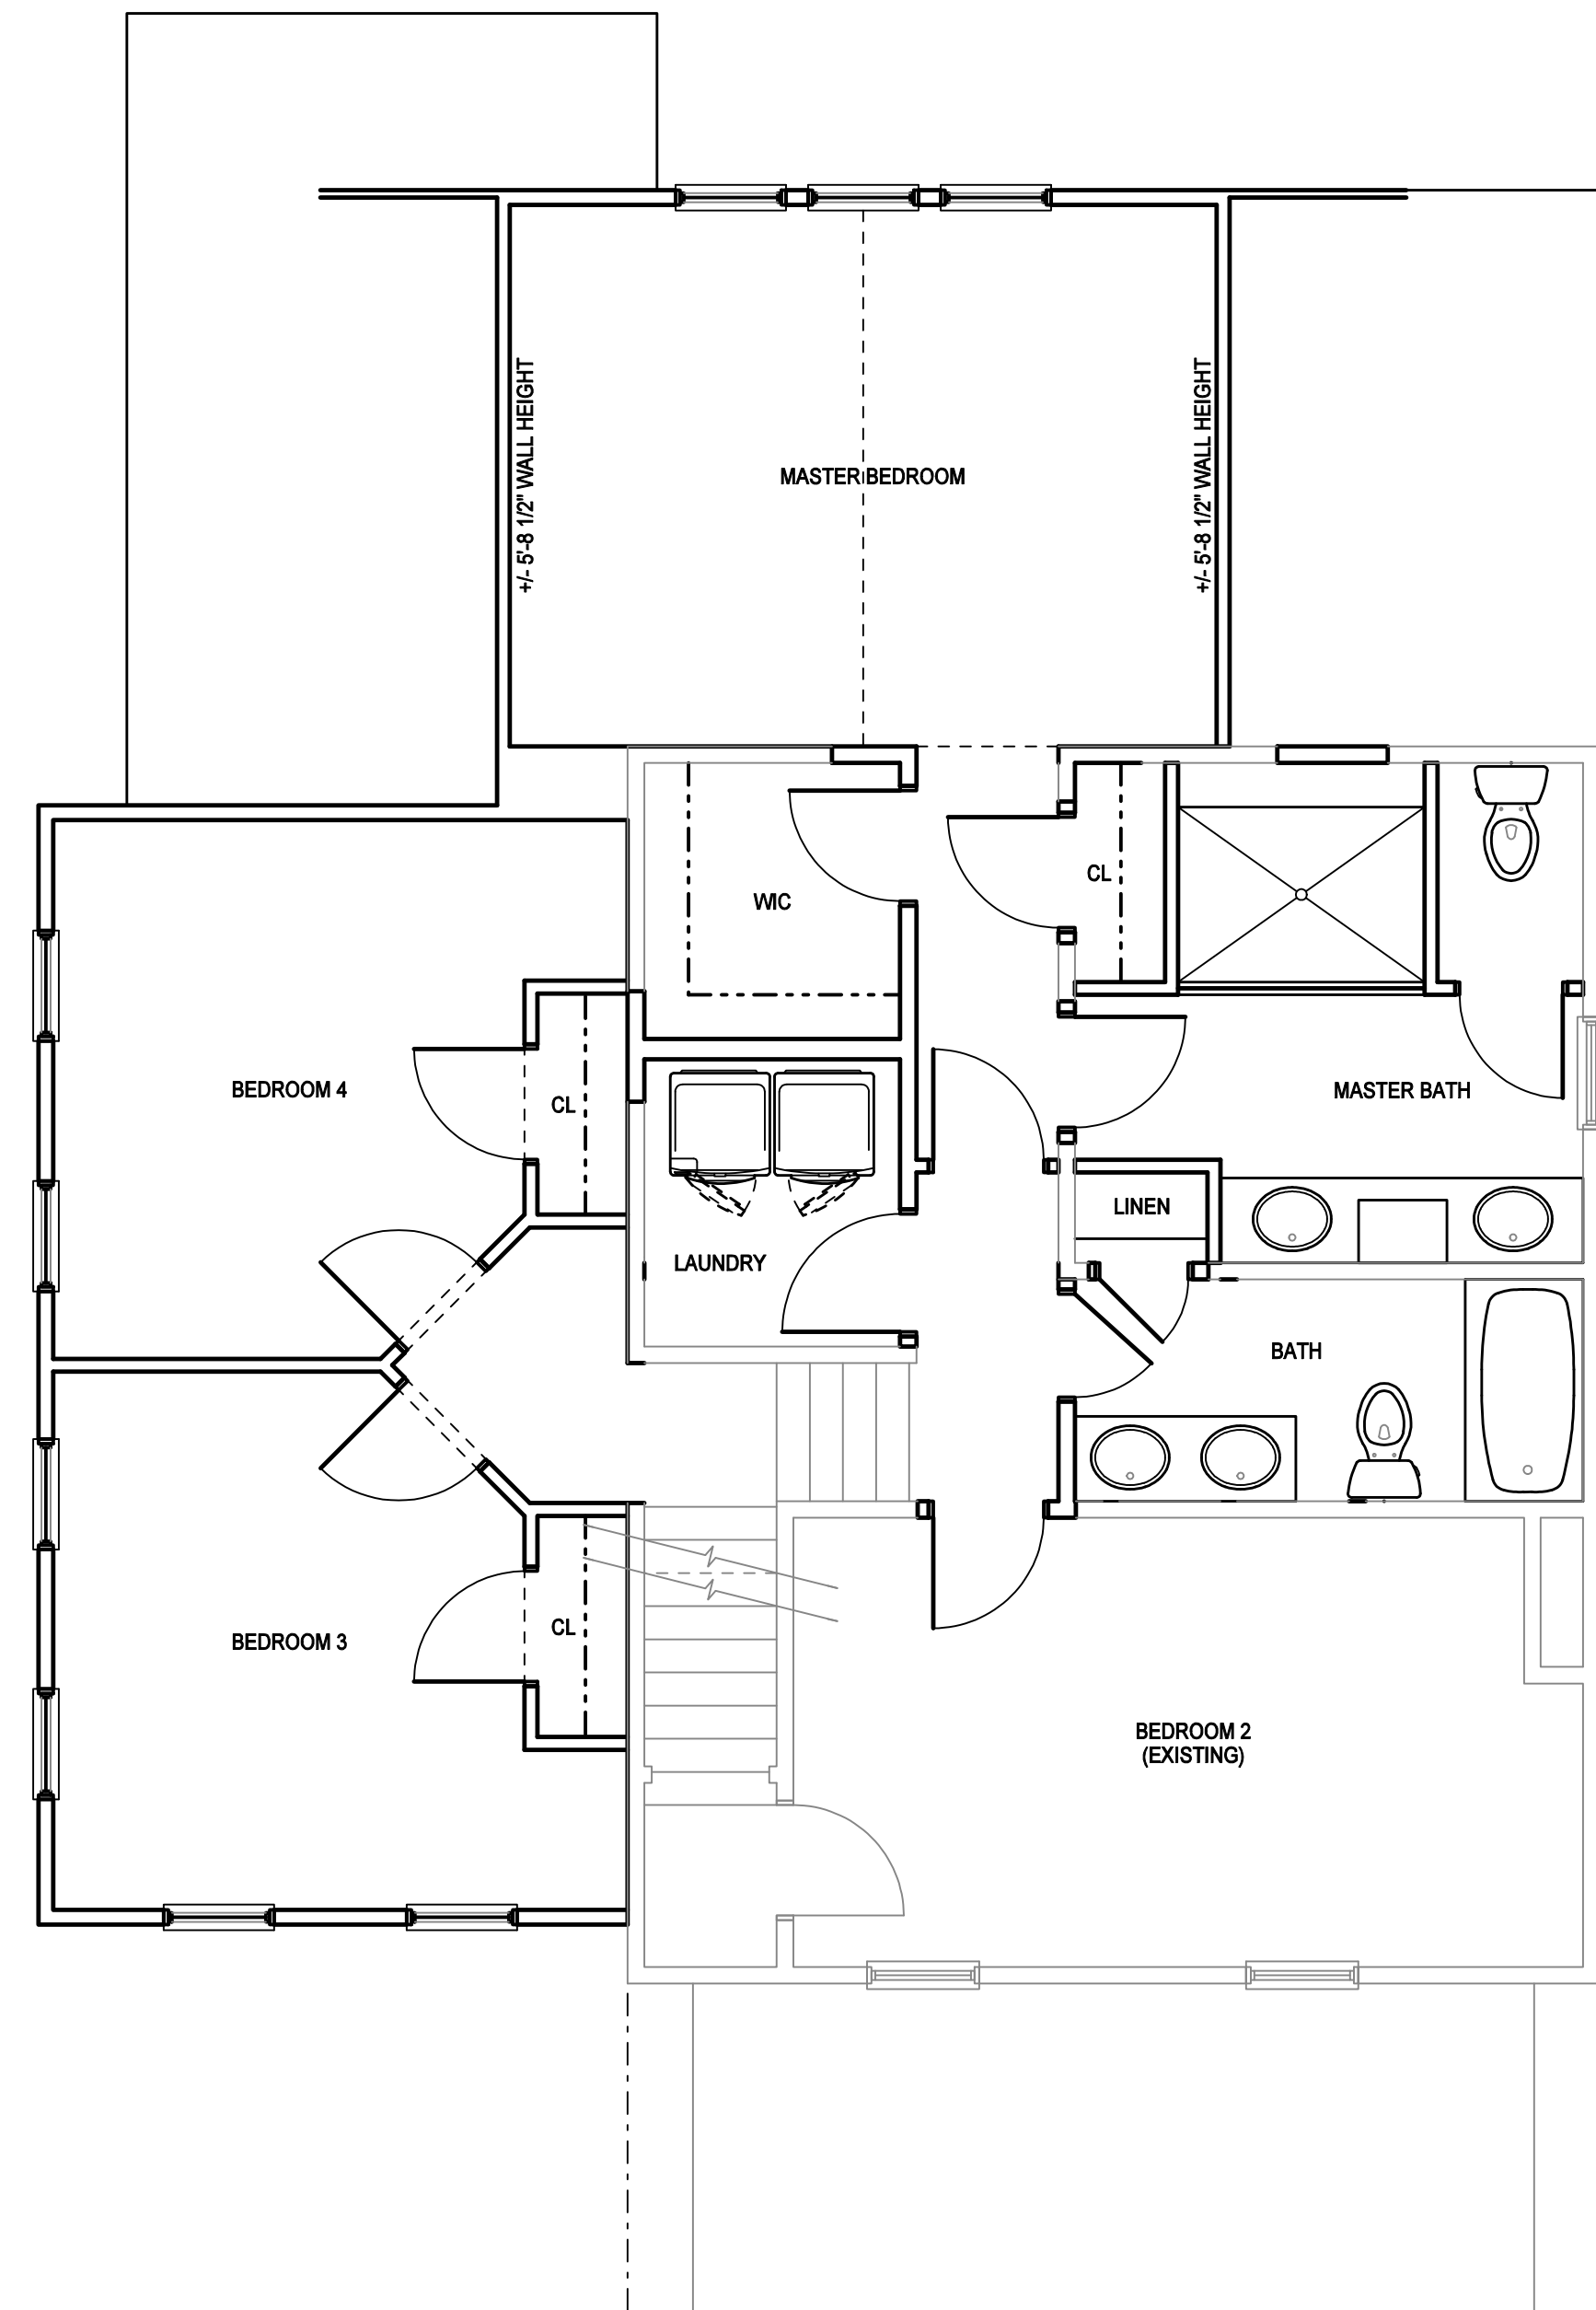 +/- 5'-8 1/2" WALL HEIGHT
+/- 5'-8 1/2" WALL HEIGHT
MASTER BEDROOM
CL
WIC
BEDROOM 4
CL
MASTER BATH
LINEN
LAUNDRY
BATH
BEDROOM 3
CL
BEDROOM 2
(EXISTING)